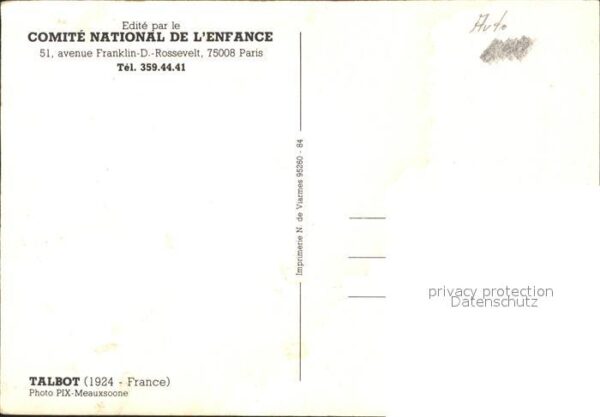 Edité par le
COMITÉ NATIONAL DE L'ENFANCE
51, avenue Franklin-D.-Rossevelt, 75008 Paris
Tél. 359.44.41
Auto
Imprimerie N. de Viarmes 95260 - 84
privacy protection
Datenschutz
TALBOT (1924 - France)
Photo PIX-Meauxsoone